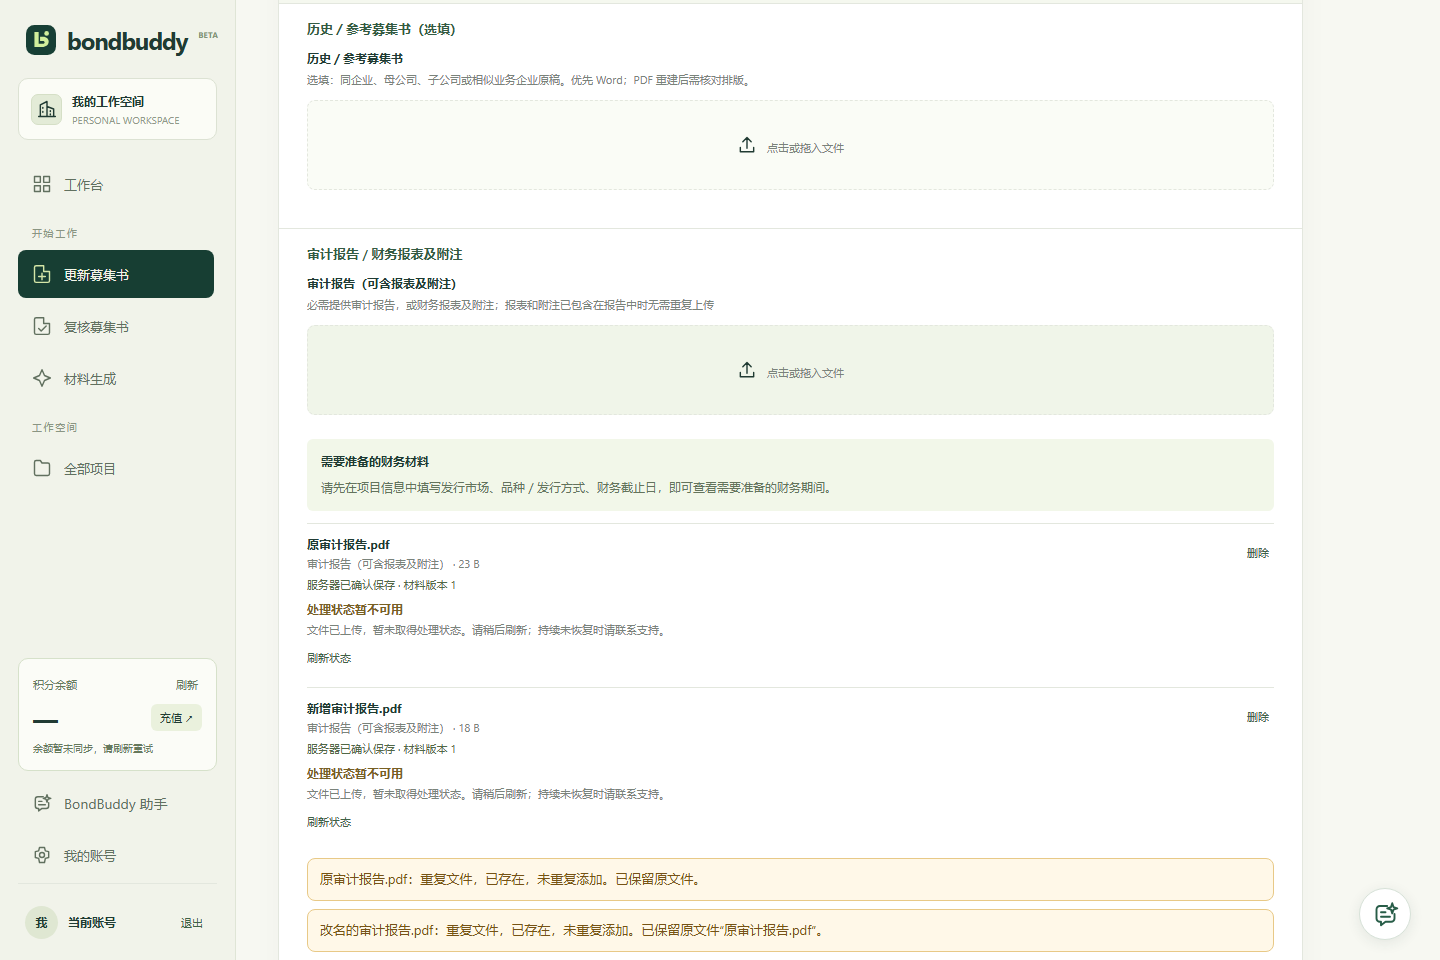 bondbuddy BETA
我的工作空间
PERSONAL WORKSPACE
工作台
开始工作
更新募集书
复核募集书
材料生成
工作空间
全部项目
积分余额 刷新
— 充值 ↗
余额暂未同步，请刷新重试
BondBuddy 助手
我的账号
我 当前账号 退出
历史 / 参考募集书（选填）
历史 / 参考募集书
选填：同企业、母公司、子公司或相似业务企业原稿。优先 Word；PDF 重建后需核对排版。
点击或拖入文件
审计报告 / 财务报表及附注
审计报告（可含报表及附注）
必需提供审计报告，或财务报表及附注；报表和附注已包含在报告中时无需重复上传
点击或拖入文件
需要准备的财务材料
请先在项目信息中填写发行市场、品种 / 发行方式、财务截止日，即可查看需要准备的财务期间。
原审计报告.pdf
审计报告（可含报表及附注） · 23 B
服务器已确认保存 · 材料版本 1
删除
处理状态暂不可用
文件已上传，暂未取得处理状态。请稍后刷新；持续未恢复时请联系支持。
刷新状态
新增审计报告.pdf
审计报告（可含报表及附注） · 18 B
服务器已确认保存 · 材料版本 1
删除
处理状态暂不可用
文件已上传，暂未取得处理状态。请稍后刷新；持续未恢复时请联系支持。
刷新状态
原审计报告.pdf：重复文件，已存在，未重复添加。已保留原文件。
改名的审计报告.pdf：重复文件，已存在，未重复添加。已保留原文件“原审计报告.pdf”。